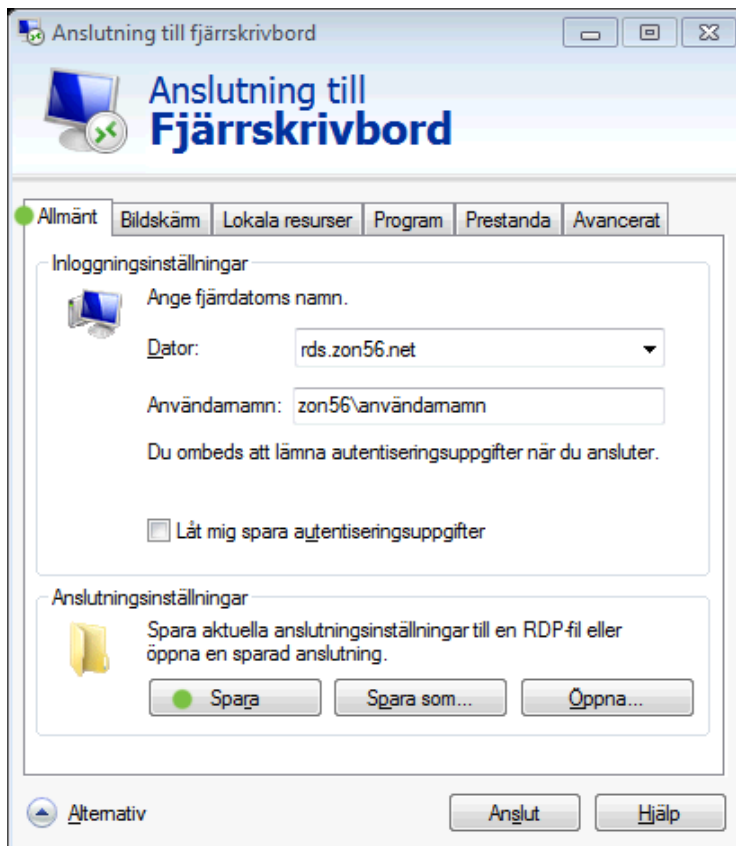 Anslutning till fjärrskrivbord
Anslutning till
Fjärrskrivbord
Allmänt Bildskärm Lokala resurser Program Prestanda Avancerat
Inloggningsinställningar
Ange fjärrdatorns namn.
Dator: rds.zon56.net
Användarnamn: zon56\användarnamn
Du ombeds att lämna autentiseringsuppgifter när du ansluter.
Låt mig spara autentiseringsuppgifter
Anslutningsinställningar
Spara aktuella anslutningsinställningar till en RDP-fil eller
öppna en sparad anslutning.
Spara Spara som... Öppna...
Alternativ Anslut Hjälp